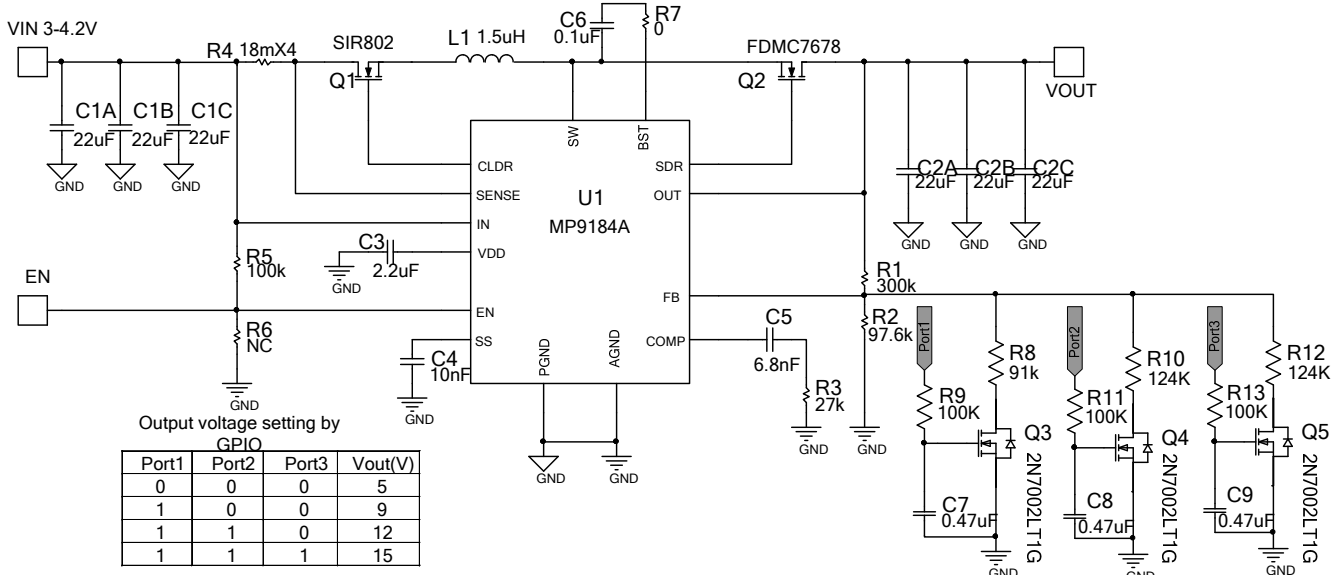 VIN 3-4.2V
R4 18mX4
SIR802
Q1
L1 1.5uH
C6
0.1uF
R7
0
FDMC7678
Q2
VOUT
C1A
22uF
C1B
22uF
C1C
22uF
GND
GND
GND
CLDR
SENSE
IN
VDD
EN
SS
SW
BST
SDR
OUT
FB
COMP
PGND
AGND
U1
MP9184A
C2A
22uF
C2B
22uF
C2C
22uF
GND
GND
GND
C3
2.2uF
GND
R5
100k
EN
R6
NC
GND
C4
10nF
GND
GND
GND
C5
6.8nF
R3
27k
GND
R1
300k
R2
97.6k
GND
Port1
R9
100K
R8
91k
Q3
2N7002LT1G
C7
0.47uF
GND
Port2
R11
100K
R10
124K
Q4
2N7002LT1G
C8
0.47uF
GND
Port3
R13
100K
R12
124K
Q5
2N7002LT1G
C9
0.47uF
GND
Output voltage setting by
GPIO
Port1 Port2 Port3 Vout(V)
0 0 0 5
1 0 0 9
1 1 0 12
1 1 1 15